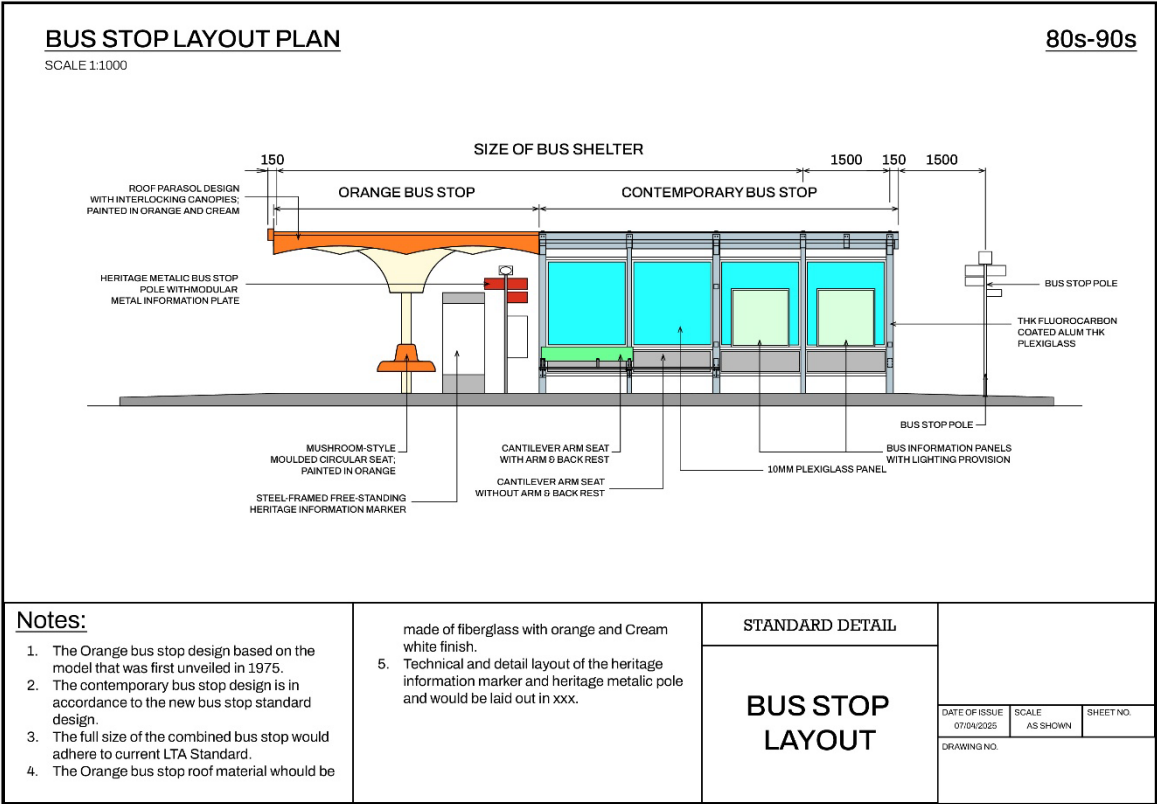 BUS STOP LAYOUT PLAN
80s-90s
SCALE 1:1000
SIZE OF BUS SHELTER
150
1500
150
1500
ORANGE BUS STOP
CONTEMPORARY BUS STOP
ROOF PARASOL DESIGN
WITH INTERLOCKING CANOPIES;
PAINTED IN ORANGE AND CREAM
HERITAGE METALIC BUS STOP
POLE WITHMODULAR
METAL INFORMATION PLATE
BUS STOP POLE
THK FLUOROCARBON
COATED ALUM THK
PLEXIGLASS
BUS STOP POLE
MUSHROOM-STYLE
MOULDED CIRCULAR SEAT;
PAINTED IN ORANGE
CANTILEVER ARM SEAT
WITH ARM & BACK REST
BUS INFORMATION PANELS
WITH LIGHTING PROVISION
10MM PLEXIGLASS PANEL
CANTILEVER ARM SEAT
WITHOUT ARM & BACK REST
STEEL-FRAMED FREE-STANDING
HERITAGE INFORMATION MARKER
Notes:
1. The Orange bus stop design based on the
model that was first unveiled in 1975.
2. The contemporary bus stop design is in
accordance to the new bus stop standard
design.
3. The full size of the combined bus stop would
adhere to current LTA Standard.
4. The Orange bus stop roof material whould be
made of fiberglass with orange and Cream
white finish.
5. Technical and detail layout of the heritage
information marker and heritage metalic pole
and would be laid out in xxx.
STANDARD DETAIL
BUS STOP
LAYOUT
DATE OF ISSUE
07/04/2025
SCALE
AS SHOWN
SHEET NO.
DRAWING NO.